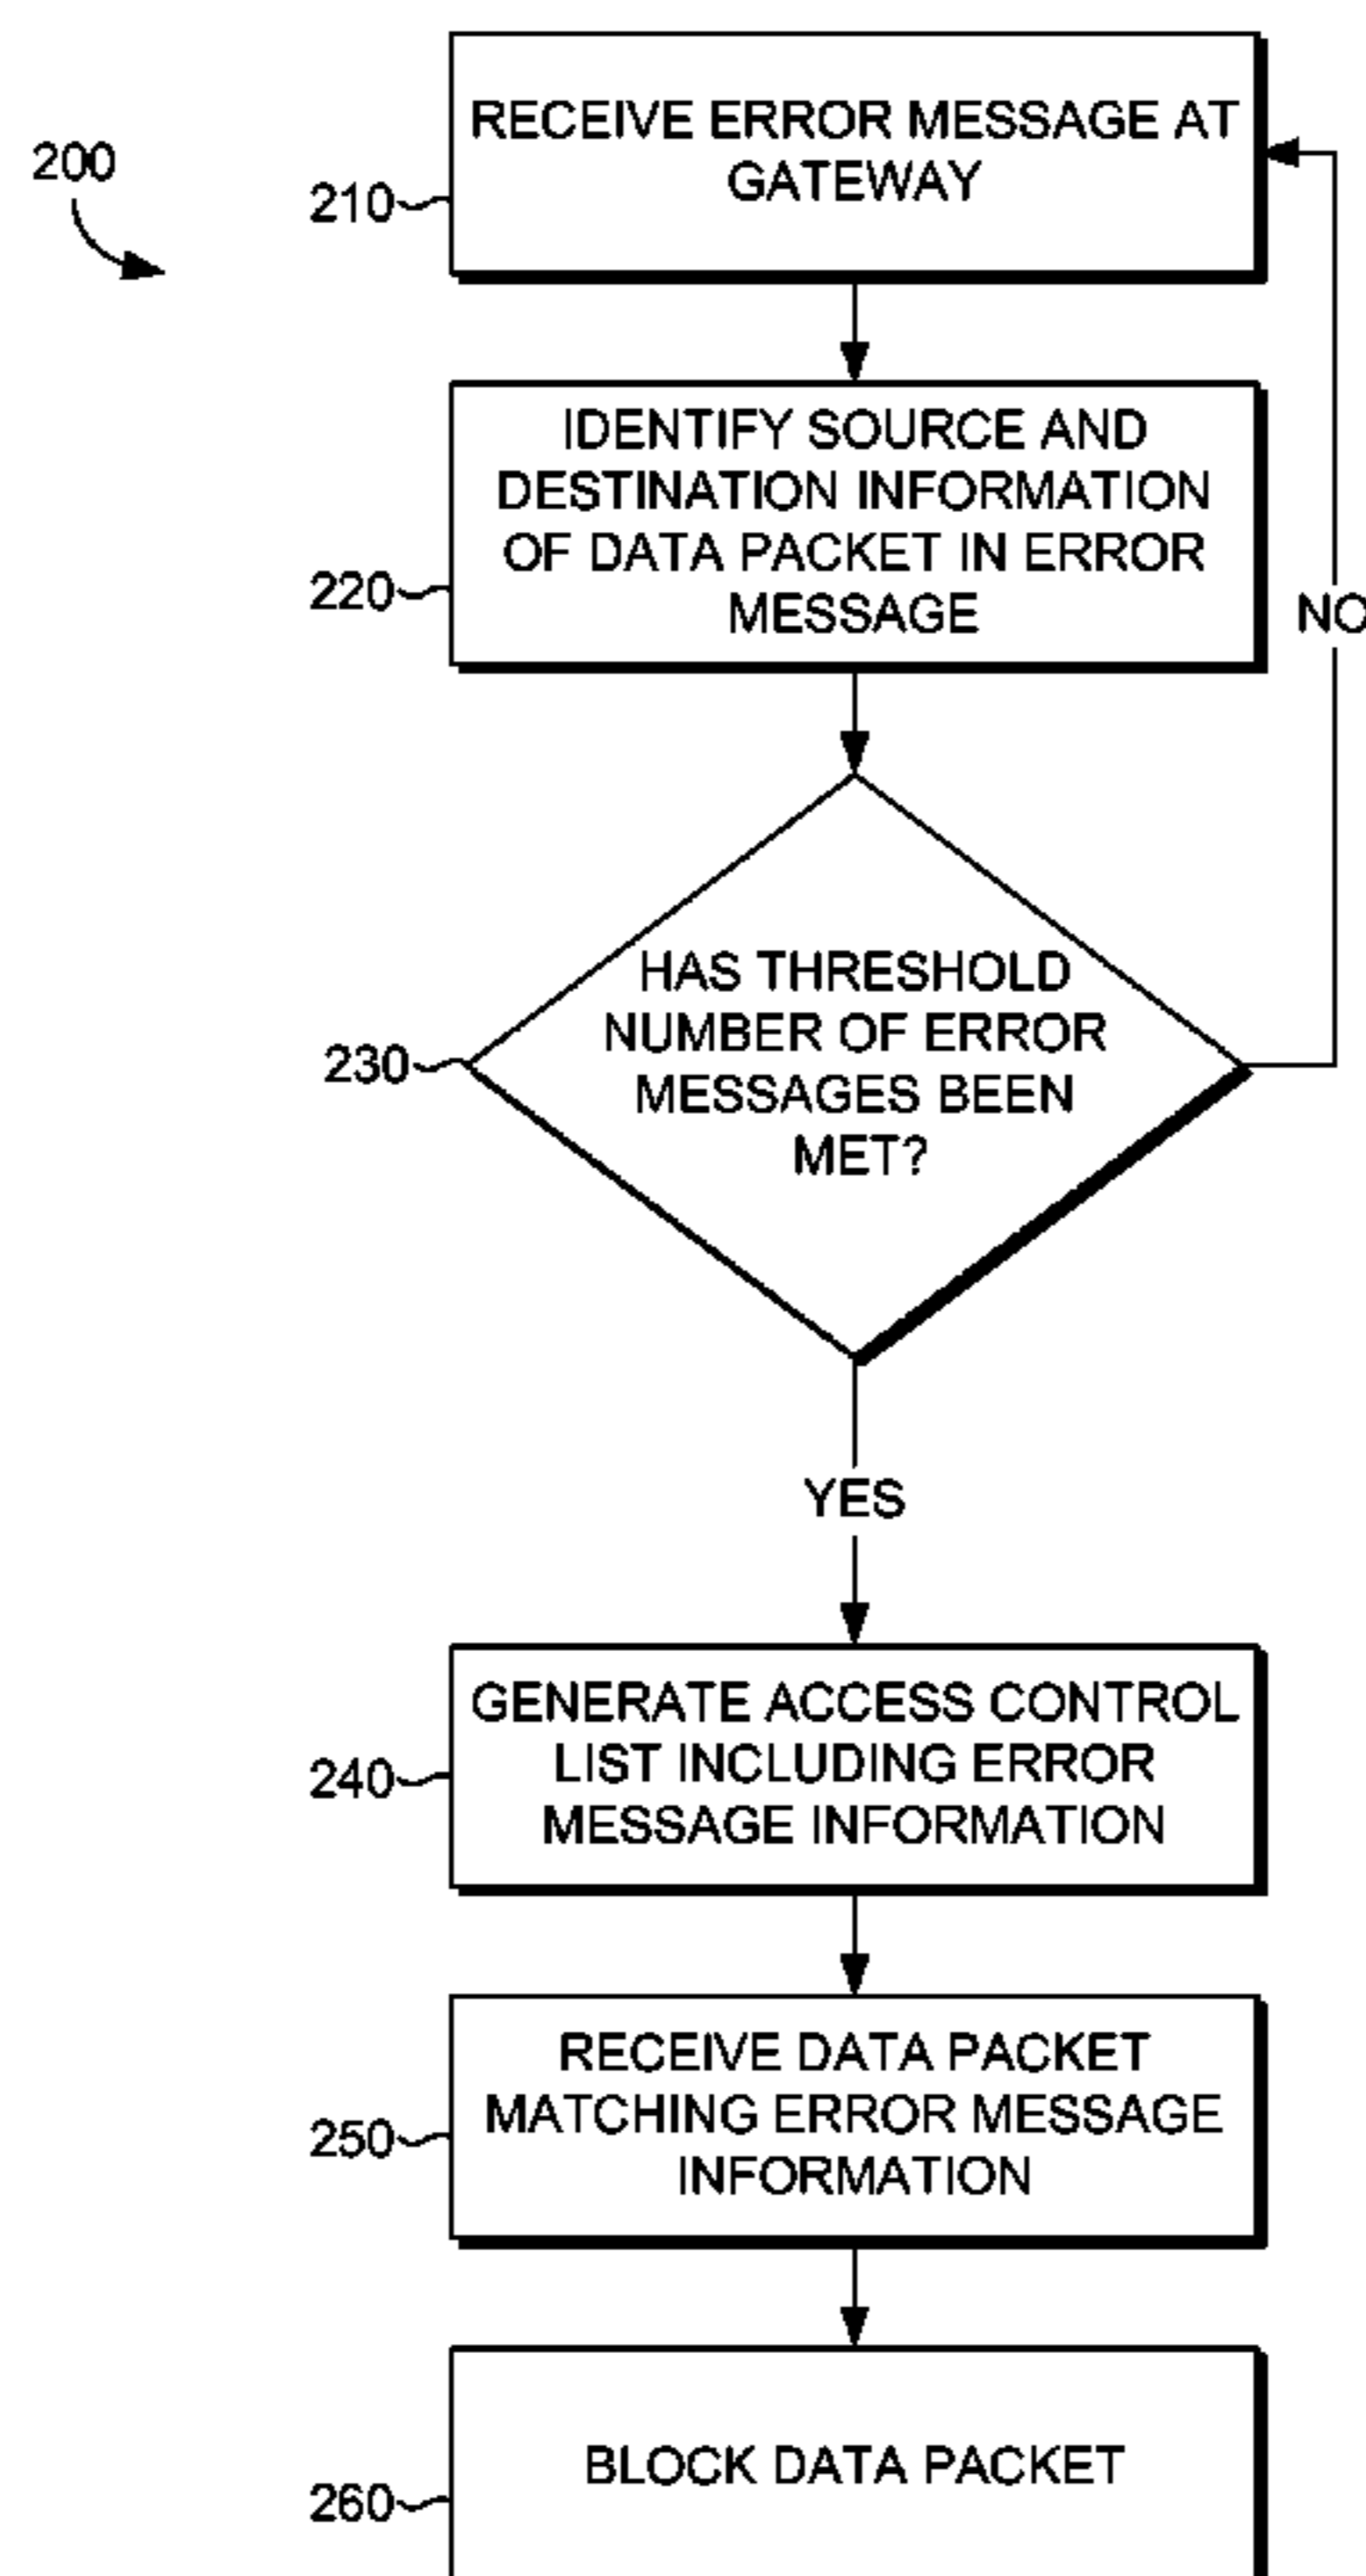 200
RECEIVE ERROR MESSAGE AT
GATEWAY
210
IDENTIFY SOURCE AND
DESTINATION INFORMATION
OF DATA PACKET IN ERROR
MESSAGE
220
NO
HAS THRESHOLD
NUMBER OF ERROR
MESSAGES BEEN
MET?
230
YES
GENERATE ACCESS CONTROL
LIST INCLUDING ERROR
MESSAGE INFORMATION
240
RECEIVE DATA PACKET
MATCHING ERROR MESSAGE
INFORMATION
250
BLOCK DATA PACKET
260